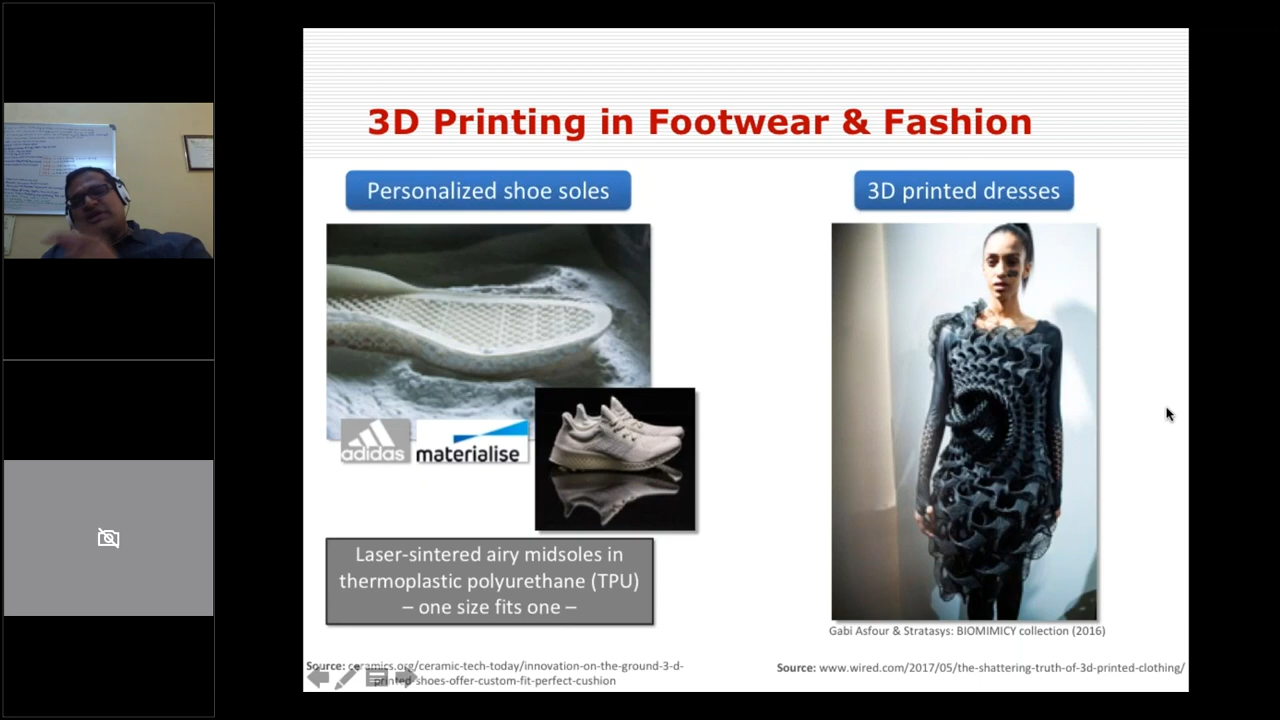 3D Printing in Footwear & Fashion
Personalized shoe soles
3D printed dresses
adidas
materialise
Laser-sintered airy midsoles in
thermoplastic polyurethane (TPU)
– one size fits one –
Gabi Asfour & Stratasys: BIOMIMICY collection (2016)
Source: ceramics.org/ceramic-tech-today/innovation-on-the-ground-3-d-
printed-shoes-offer-custom-fit-perfect-cushion
Source: www.wired.com/2017/05/the-shattering-truth-of-3d-printed-clothing/